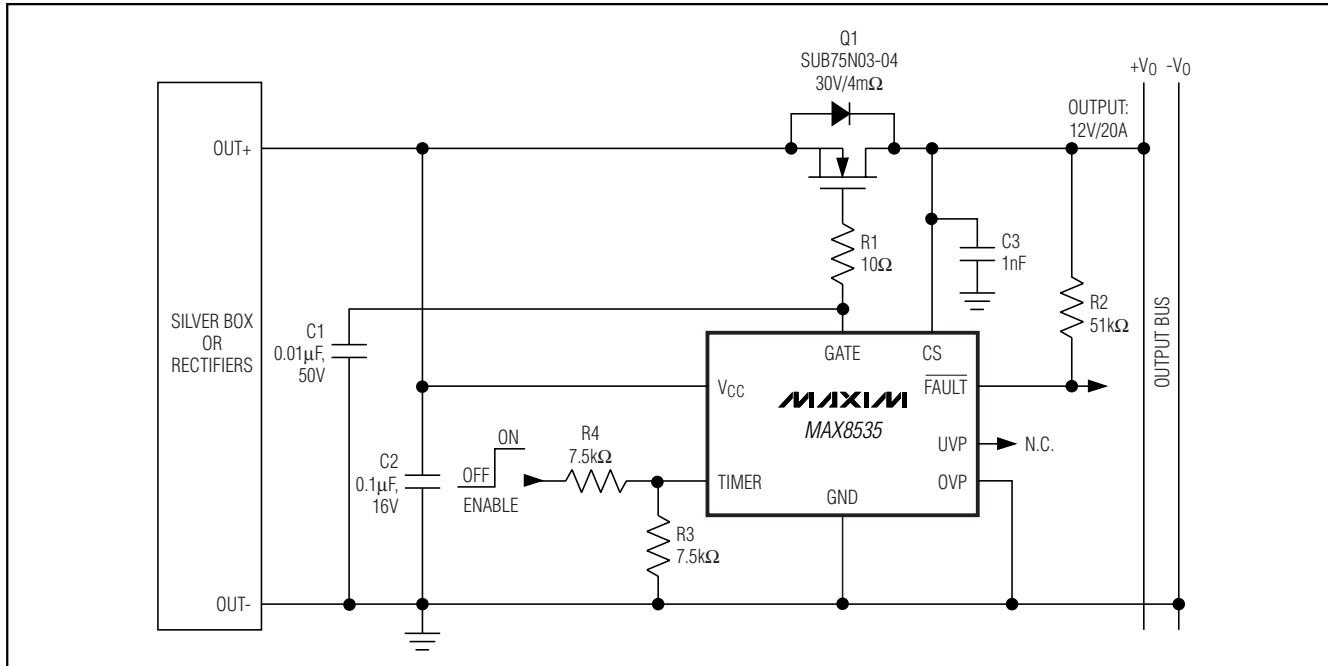 Q1
SUB75N03-04
30V/4mΩ
+VO -VO
OUTPUT:
12V/20A
OUT+
R1
10Ω
C3
1nF
R2
51kΩ
OUTPUT BUS
SILVER BOX
OR
RECTIFIERS
C1
0.01μF,
50V
GATE
CS
VCC
FAULT
MAXIM
MAX8535
UVP
N.C.
R4
7.5kΩ
ON
OFF
ENABLE
C2
0.1μF,
16V
TIMER
OVP
GND
R3
7.5kΩ
OUT-